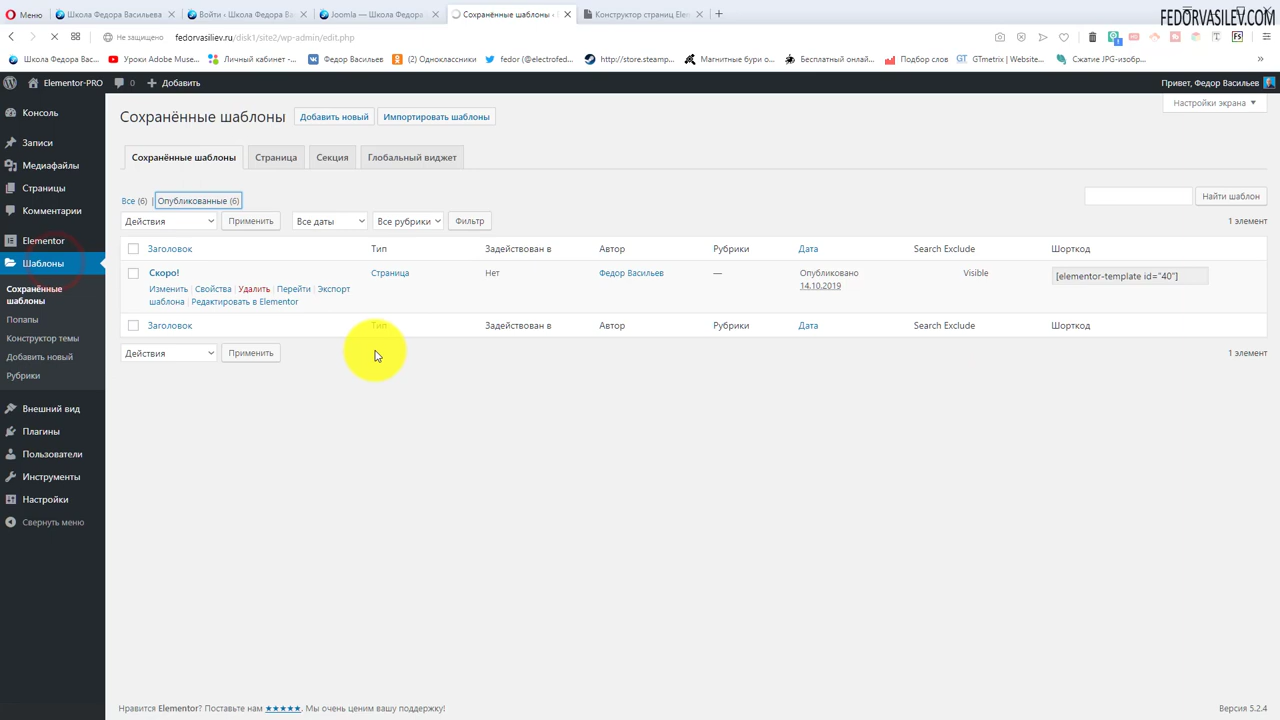 FEDORVASILEV.COM
Меню
Школа Федора Васильева
Войти ‹ Школа Федора Ва
Joomla — Школа Федора
Сохранённые шаблоны ‹
Конструктор страниц Elem
Не защищено
fedorvasiliev.ru/disk1/site2/wp-admin/edit.php
Школа Федора Васи...
Уроки Adobe Muse...
Личный кабинет -...
Федор Васильев
(2) Одноклассники
fedor (@electrofed...
http://store.steamp...
Магнитные бури о...
Бесплатный онлай...
Подбор слов
GTmetrix | Website...
Сжатие JPG-изобр...
Elementor-PRO
0
Добавить
Привет, Федор Васильев
Консоль
Записи
Медиафайлы
Страницы
Комментарии
Elementor
Шаблоны
Сохранённые
шаблоны
Попапы
Конструктор темы
Добавить новый
Рубрики
Внешний вид
Плагины
Пользователи
Инструменты
Настройки
Свернуть меню
Настройки экрана
Сохранённые шаблоны
Добавить новый
Импортировать шаблоны
Сохранённые шаблоны
Страница
Секция
Глобальный виджет
Все (6) | Опубликованные (6)
Найти шаблон
Действия
Применить
Все даты
Все рубрики
Фильтр
1 элемент
Заголовок Тип Задействован в Автор Рубрики Дата Search Exclude Шорткод
Скоро! Страница Нет Федор Васильев — Опубликовано Visible [elementor-template id="40"]
14.10.2019
Изменить | Свойства | Удалить | Перейти | Экспорт
шаблона | Редактировать в Elementor
Заголовок Тип Задействован в Автор Рубрики Дата Search Exclude Шорткод
Действия
Применить
1 элемент
Нравится Elementor? Поставьте нам ★★★★★. Мы очень ценим вашу поддержку!
Версия 5.2.4